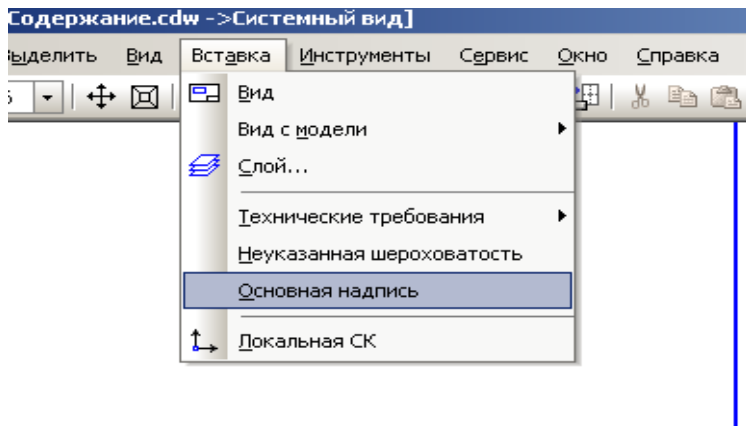 Содержание.cdw ->Системный вид]
Выделить Вид Вставка Инструменты Сервис Окно Справка
Вид
Вид с модели
Слой...
Технические требования
Неуказанная шероховатость
Основная надпись
Локальная СК